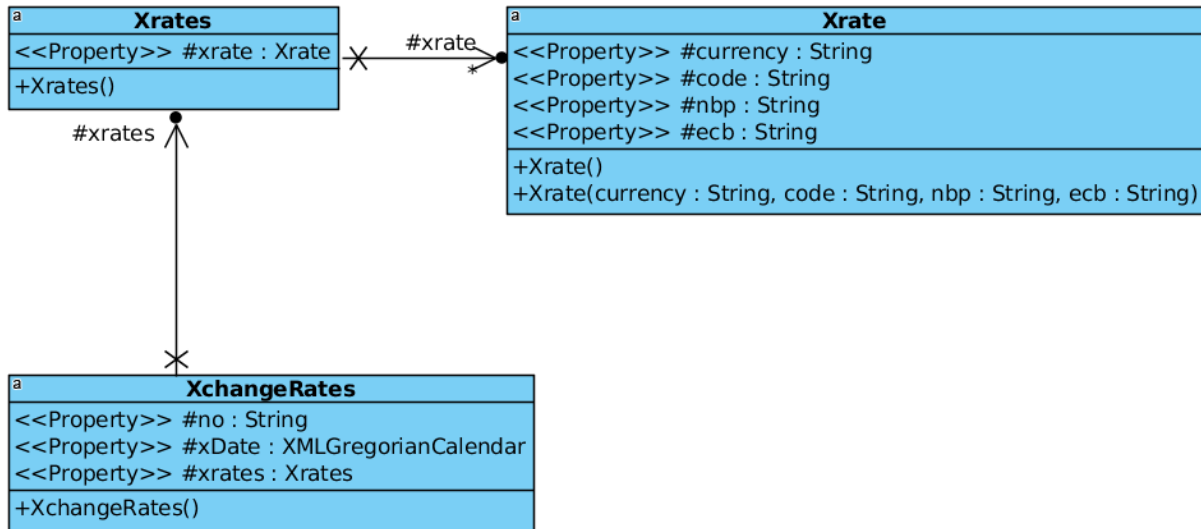 a
Xrates
<<Property>> #xrate : Xrate
+Xrates()
#xrate
*
a
Xrate
<<Property>> #currency : String
<<Property>> #code : String
<<Property>> #nbp : String
<<Property>> #ecb : String
+Xrate()
+Xrate(currency : String, code : String, nbp : String, ecb : String)
#xrates
a
XchangeRates
<<Property>> #no : String
<<Property>> #xDate : XMLGregorianCalendar
<<Property>> #xrates : Xrates
+XchangeRates()